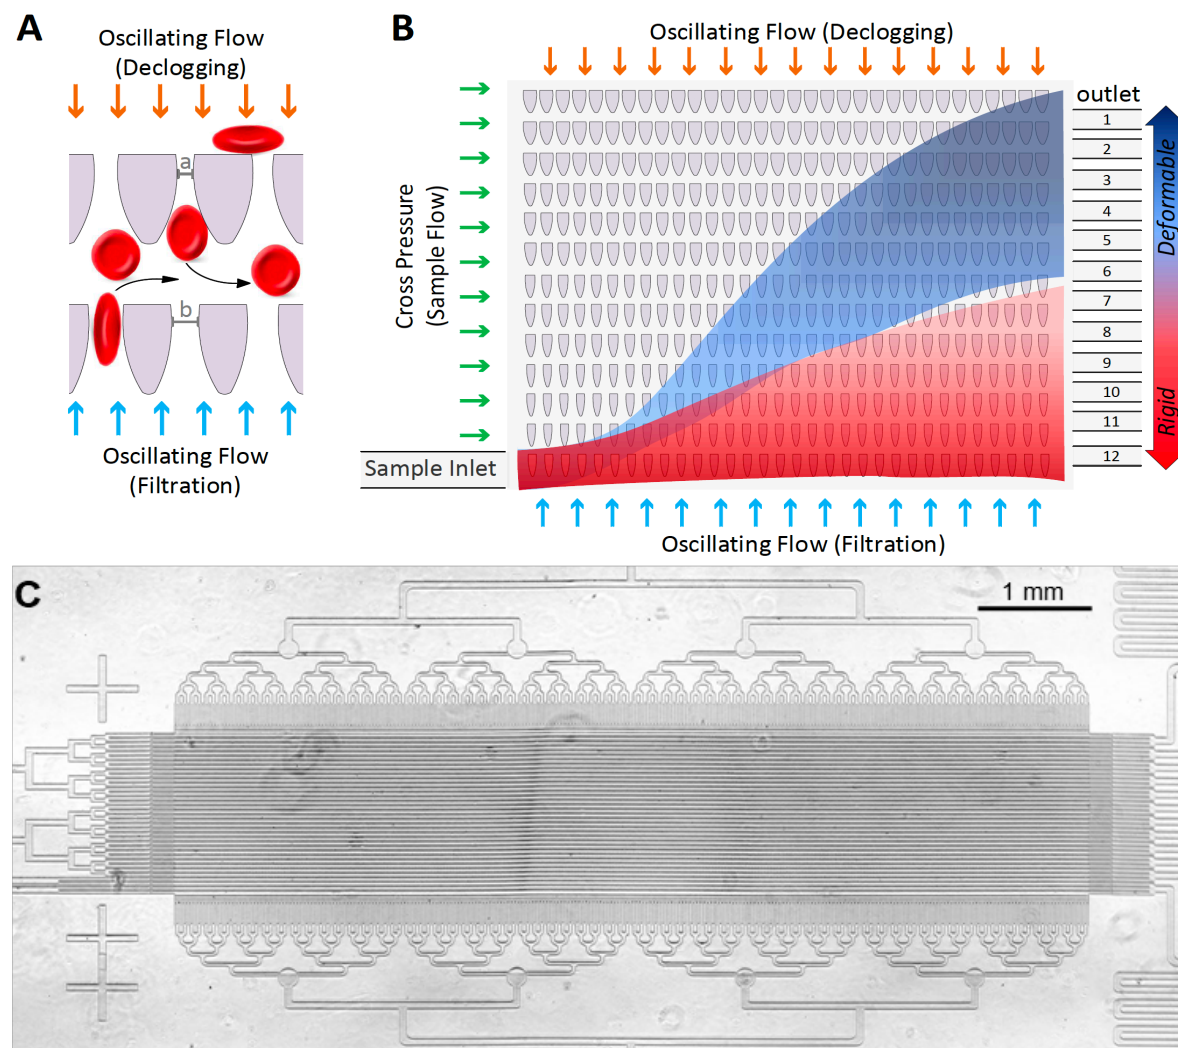 A
Oscillating Flow
(Declogging)
a
b
Oscillating Flow
(Filtration)
B
Oscillating Flow (Declogging)
Cross Pressure
(Sample Flow)
Sample Inlet
outlet
1
2
3
4
5
6
7
8
9
10
11
12
Deformable
Rigid
Oscillating Flow (Filtration)
C
1 mm